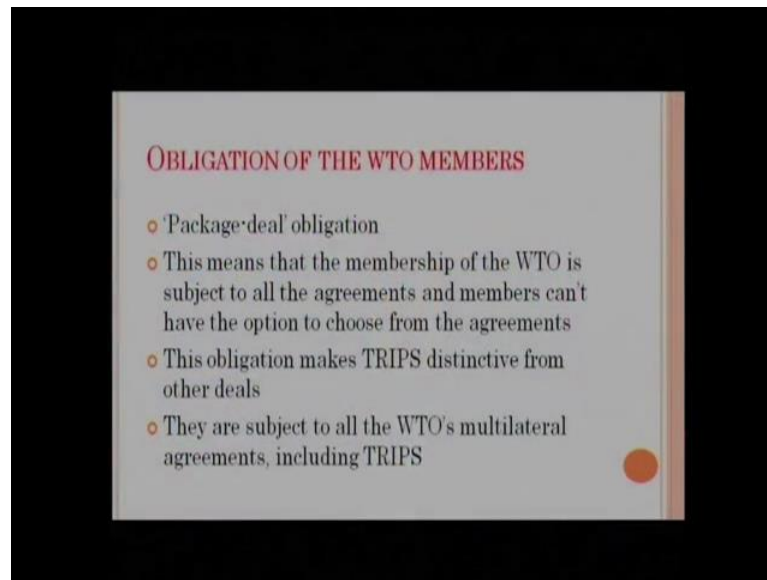 OBLIGATION OF THE WTO MEMBERS
'Package-deal' obligation
This means that the membership of the WTO is
subject to all the agreements and members can't
have the option to choose from the agreements
This obligation makes TRIPS distinctive from
other deals
They are subject to all the WTO's multilateral
agreements, including TRIPS